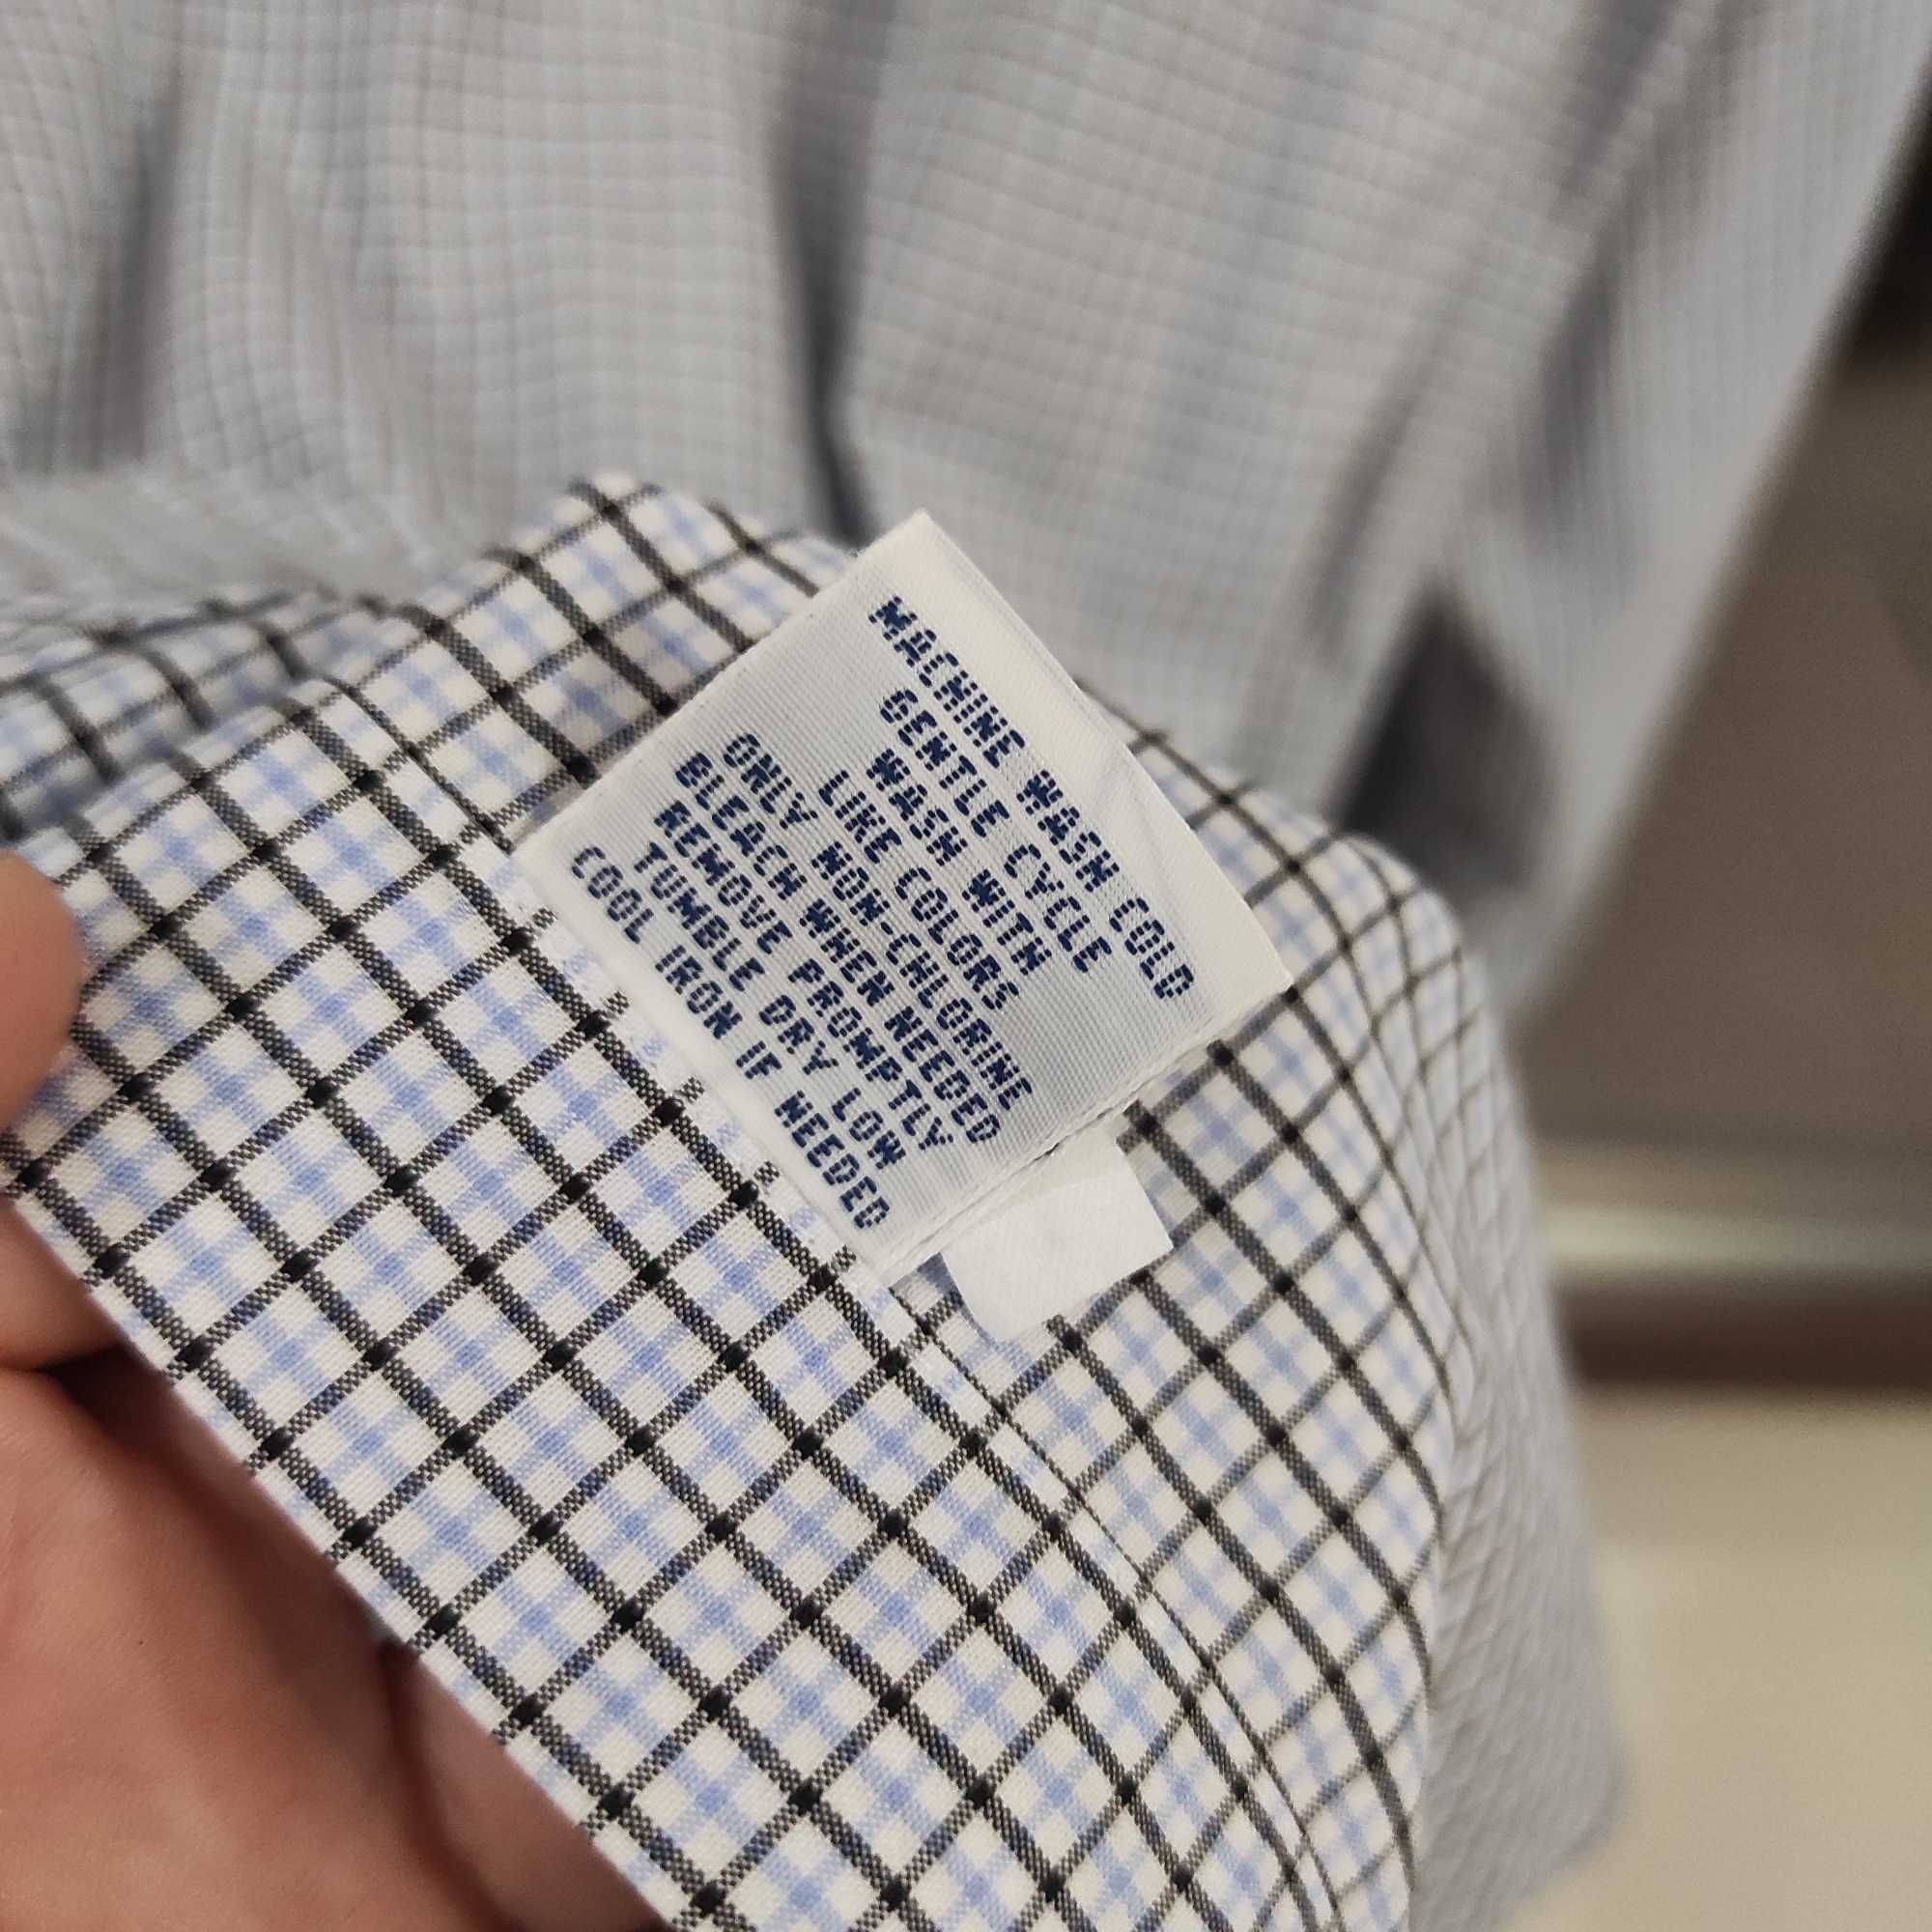 MACHINE WASH COLD
GENTLE CYCLE
WASH WITH
LIKE COLORS
ONLY NON-CHLORINE
BLEACH WHEN NEEDED
REMOVE PROMPTLY
TUMBLE DRY LOW
COOL IRON IF NEEDED